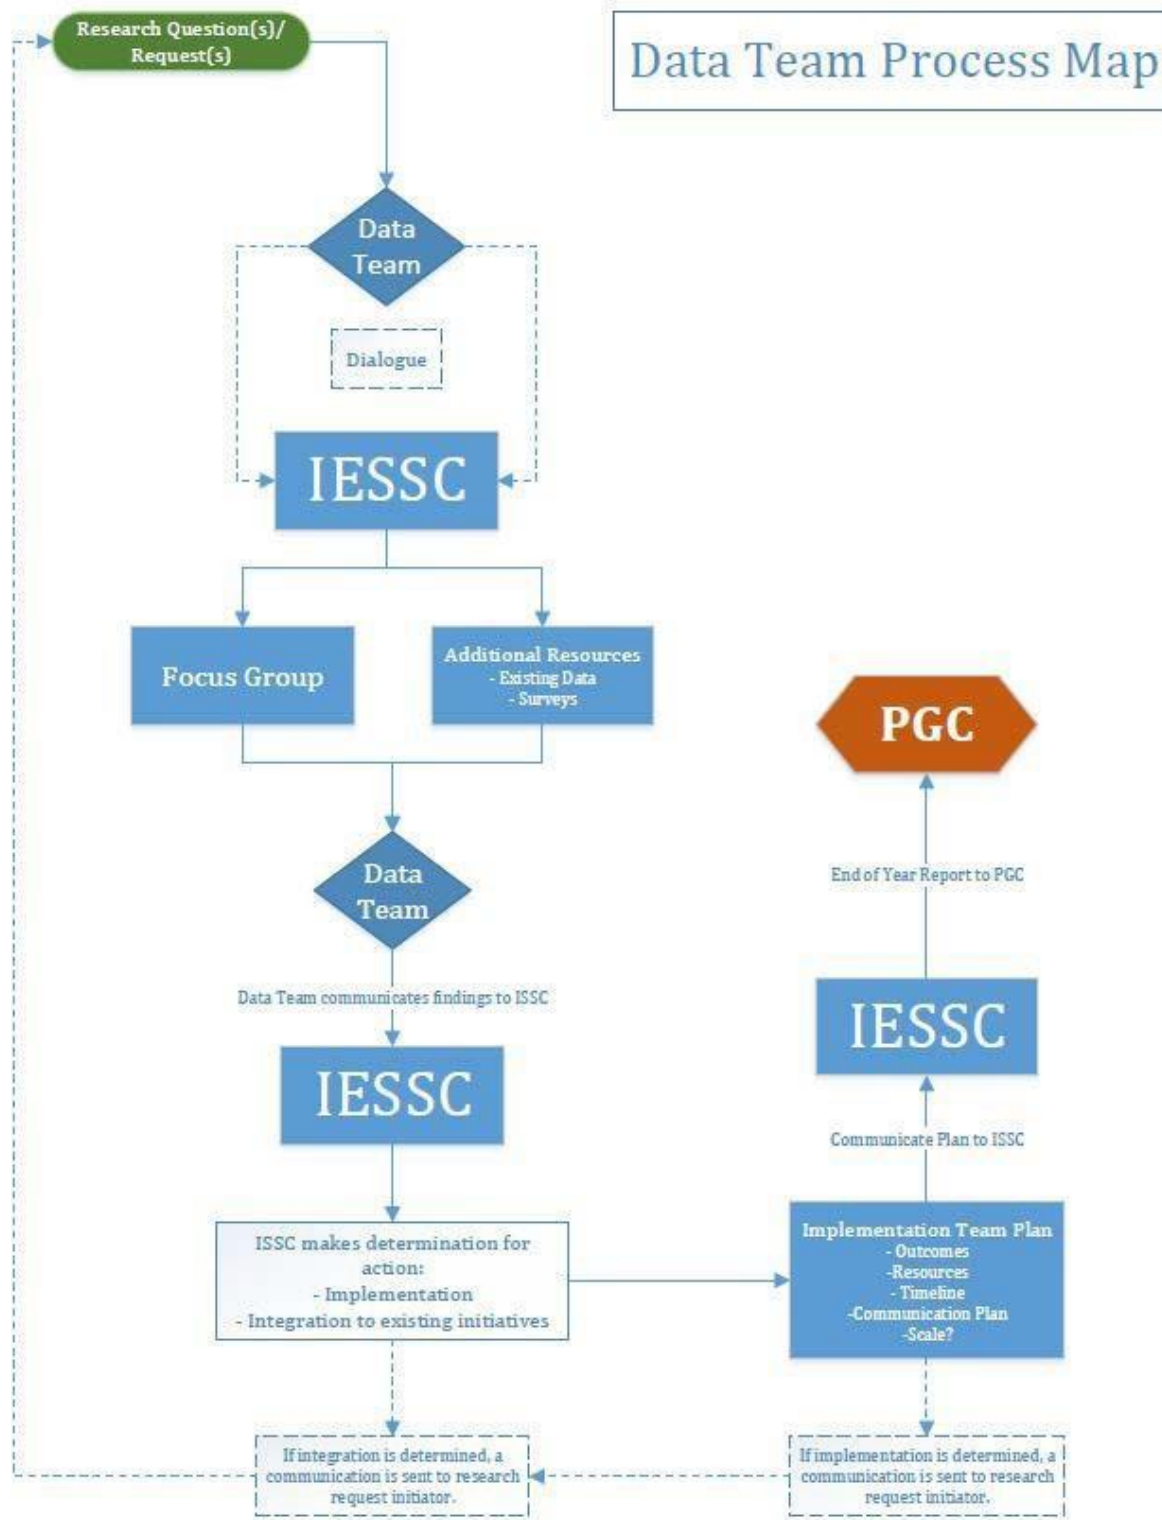 Research Question(s)/
Request(s)
Data Team Process Map
Data
Team
Dialogue
IESSC
Focus Group
Additional Resources
- Existing Data
- Surveys
PGC
Data
Team
End of Year Report to PGC
Data Team communicates findings to ISSC
IESSC
IESSC
Communicate Plan to ISSC
ISSC makes determination for
action:
- Implementation
- Integration to existing initiatives
Implementation Team Plan
- Outcomes
-Resources
- Timeline
-Communication Plan
-Scale?
If integration is determined, a
communication is sent to research
request initiator.
If implementation is determined, a
communication is sent to research
request initiator.